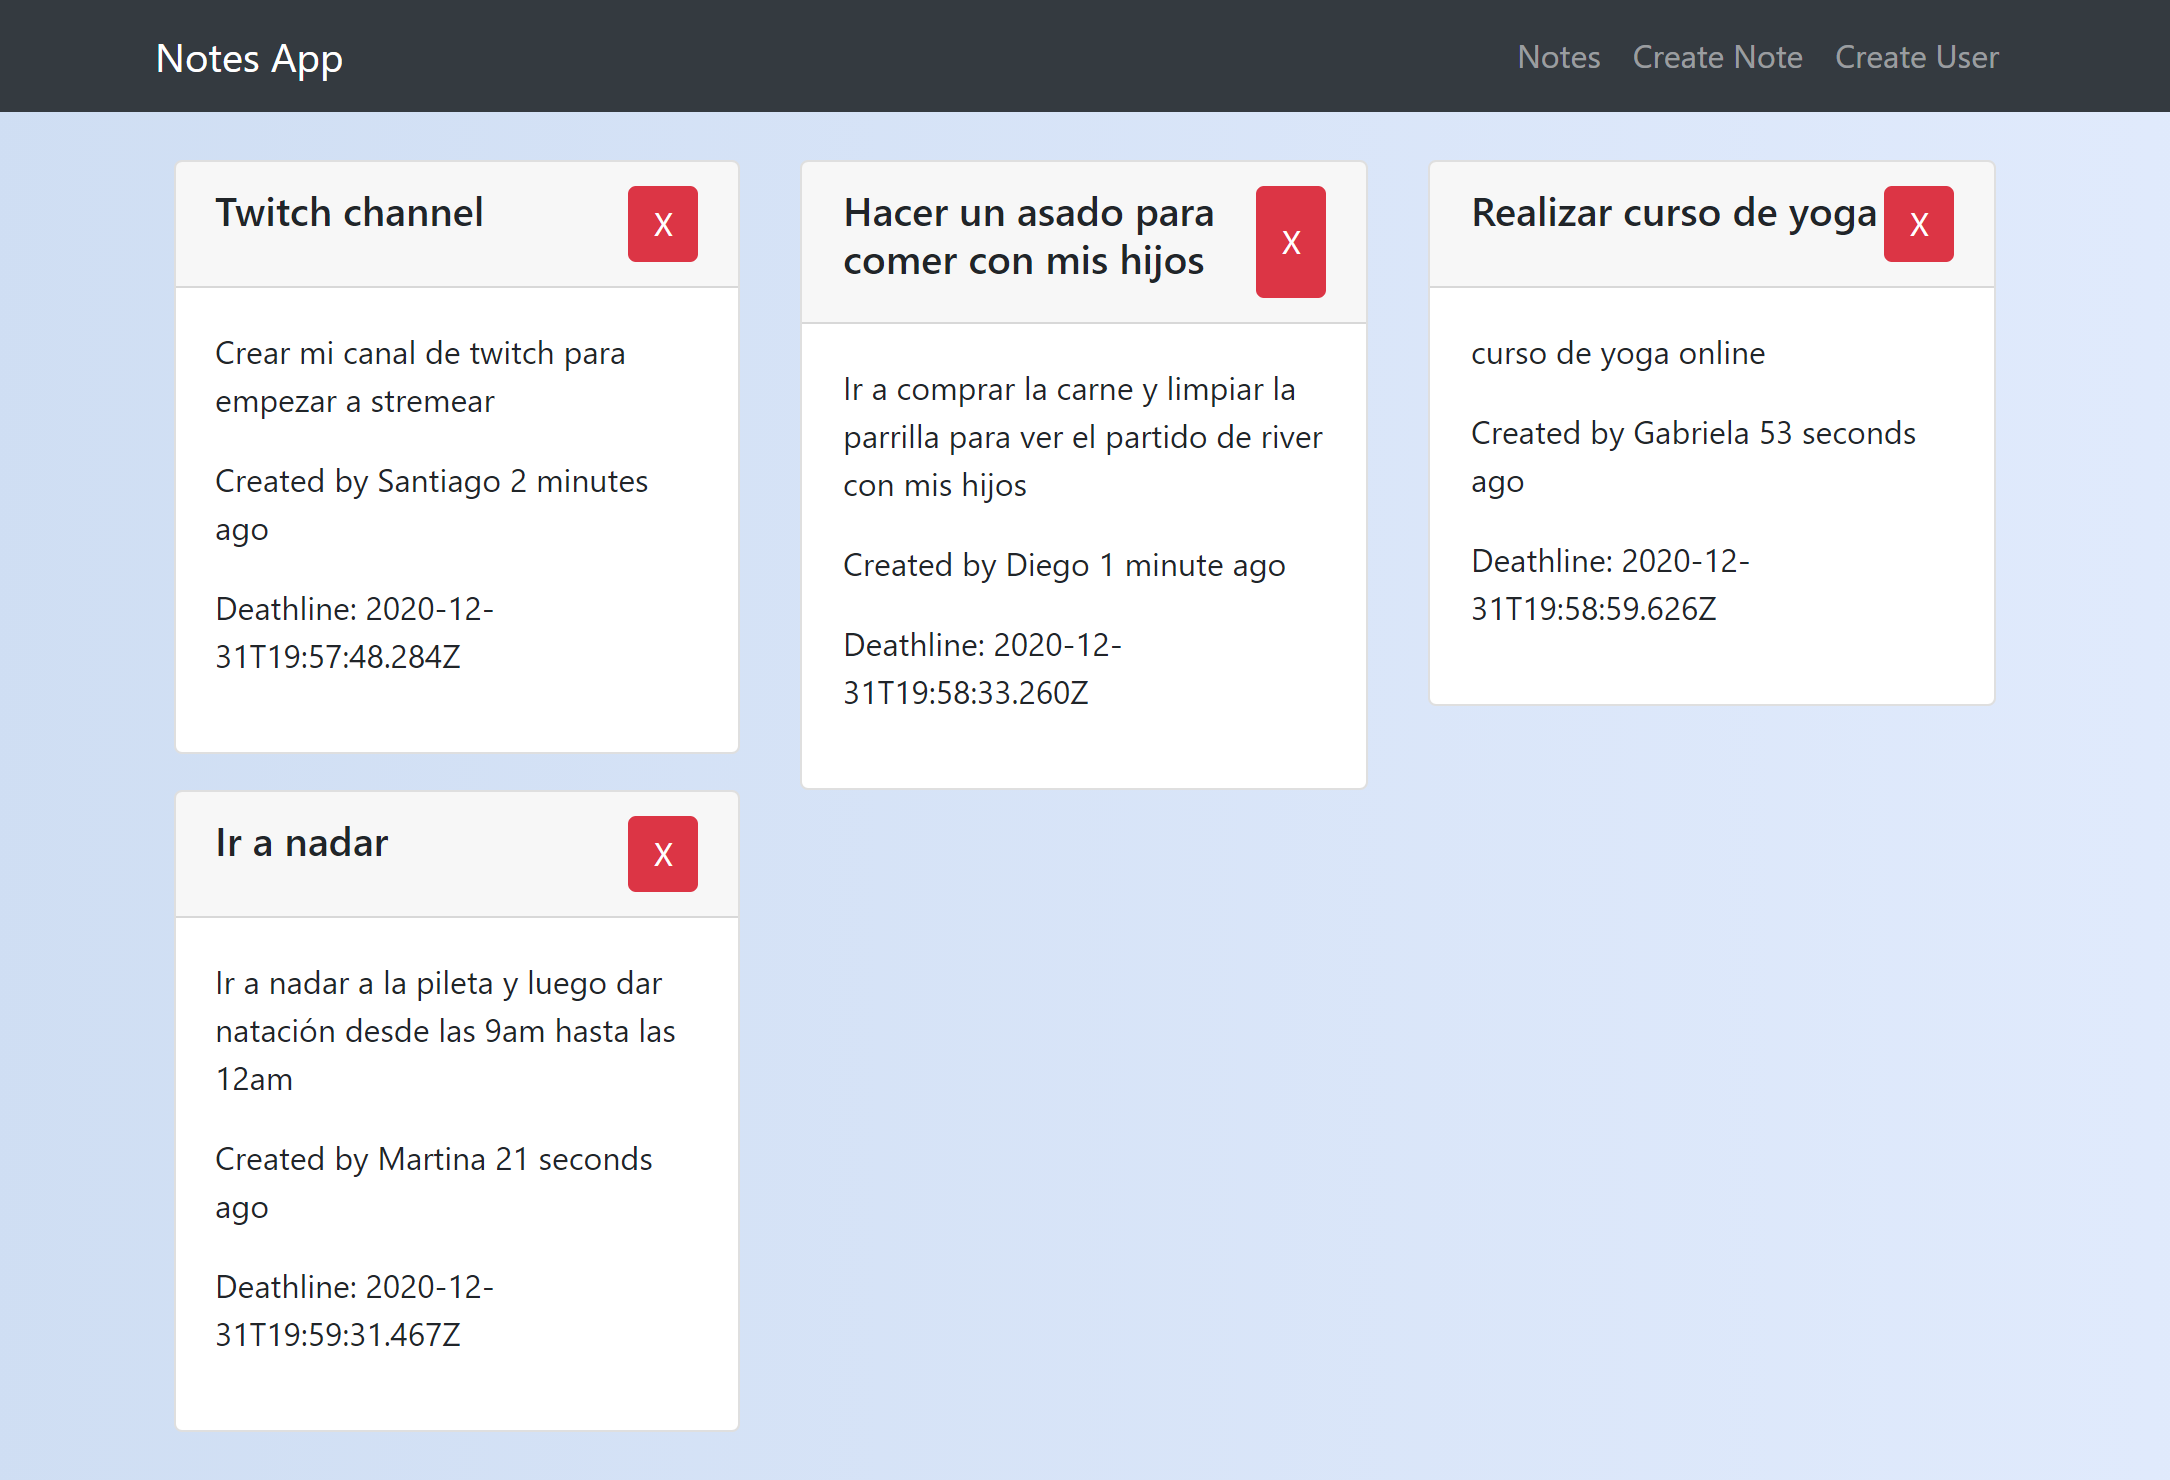 Notes App
Notes
Create Note
Create User
Twitch channel
X
Crear mi canal de twitch para
empezar a stremear
Created by Santiago 2 minutes
ago
Deathline: 2020-12-
31T19:57:48.284Z
Hacer un asado para
comer con mis hijos
X
Ir a comprar la carne y limpiar la
parrilla para ver el partido de river
con mis hijos
Created by Diego 1 minute ago
Deathline: 2020-12-
31T19:58:33.260Z
Realizar curso de yoga
X
curso de yoga online
Created by Gabriela 53 seconds
ago
Deathline: 2020-12-
31T19:58:59.626Z
Ir a nadar
X
Ir a nadar a la pileta y luego dar
natación desde las 9am hasta las
12am
Created by Martina 21 seconds
ago
Deathline: 2020-12-
31T19:59:31.467Z